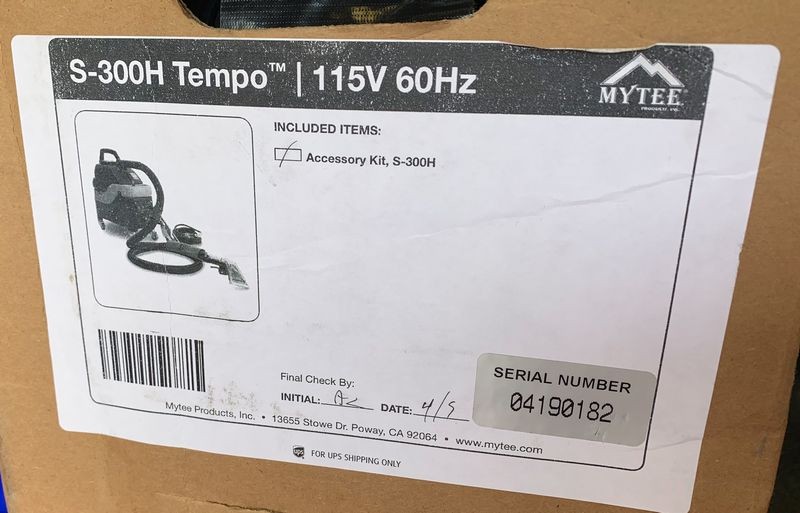 S-300H Tempo™ | 115V 60Hz
MYTEE
PRODUCTS, INC.
INCLUDED ITEMS:
Accessory Kit, S-300H
Final Check By:
INITIAL: DATE: 4/5
SERIAL NUMBER
04190182
Mytee Products, Inc. • 13655 Stowe Dr. Poway, CA 92064 • www.mytee.com
ups FOR UPS SHIPPING ONLY